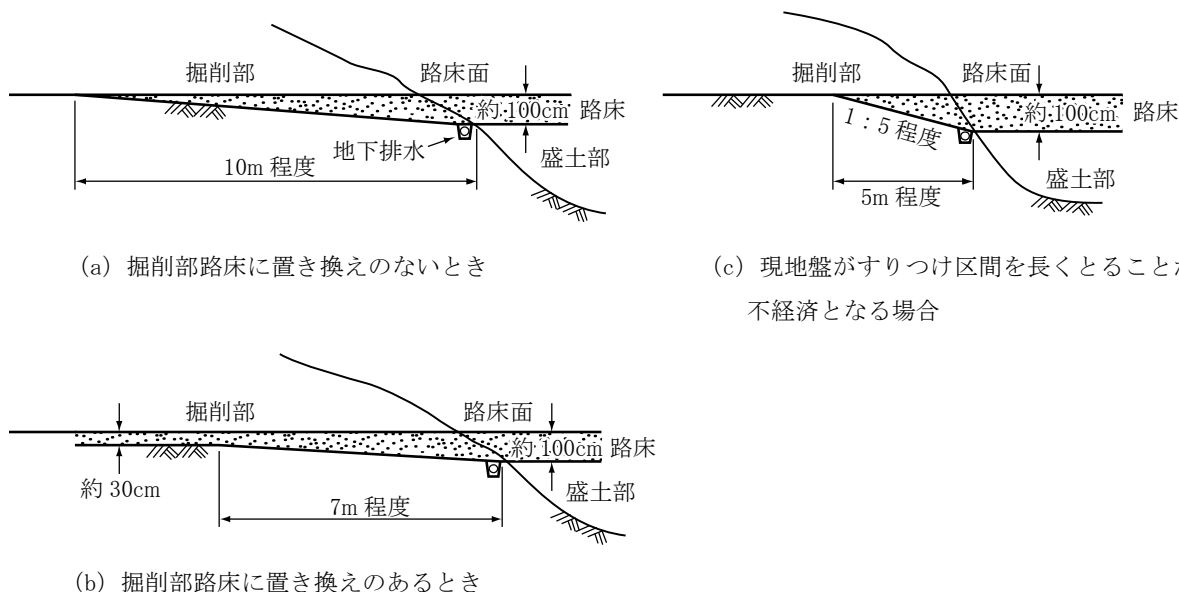 掘削部
路床面
約100cm
路床
地下排水
盛土部
10m 程度
(a) 掘削部路床に置き換えのないとき
掘削部
路床面
約100cm
路床
1:5 程度
盛土部
5m 程度
(c) 現地盤がすりつけ区間を長くとることが
不経済となる場合
掘削部
路床面
約100cm
路床
約 30cm
盛土部
7m 程度
(b) 掘削部路床に置き換えのあるとき